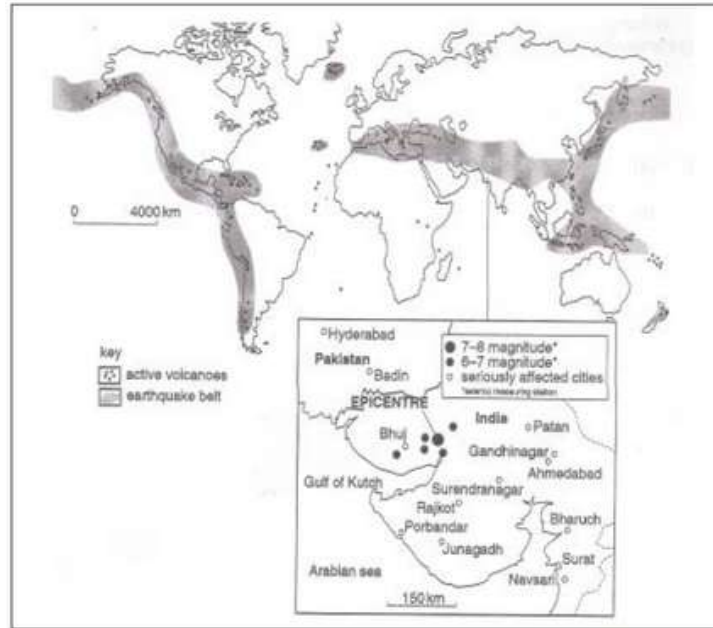 0 4000 km
key
active volcanoes
earthquake belt
Hyderabad
Pakistan
Badin
EPICENTRE
7–8 magnitude*
6–7 magnitude*
seriously affected cities
*seismic measuring station
India
Patan
Bhuj
Gandhinagar
Ahmedabad
Gulf of Kutch
Surendranagar
Rajkot
Bharuch
Porbandar
Junagadh
Surat
Arabian sea
Navsari
150 km